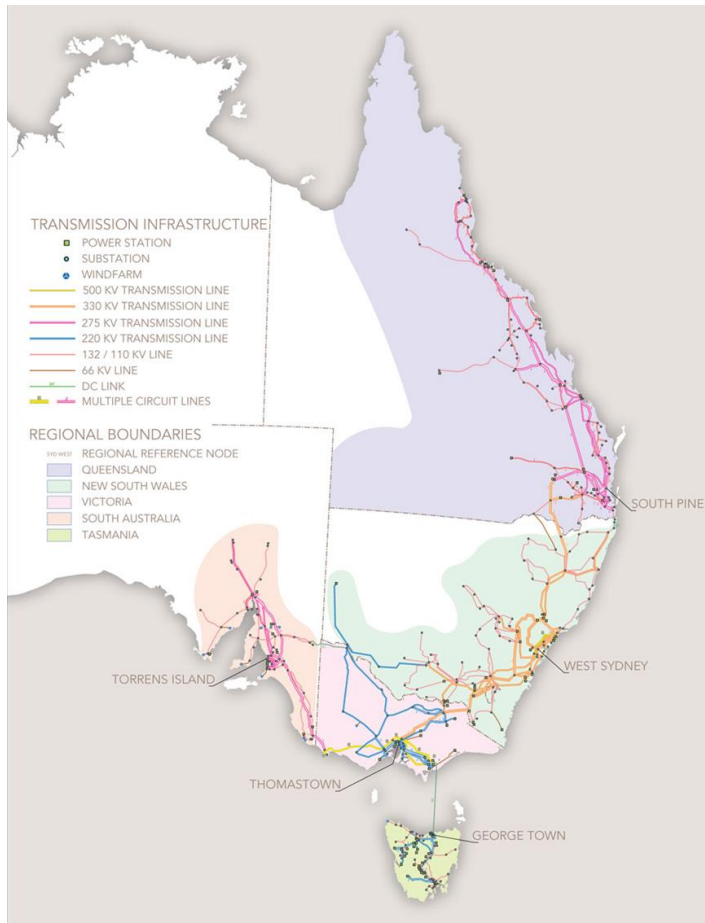 TRANSMISSION INFRASTRUCTURE
POWER STATION
SUBSTATION
WINDFARM
500 KV TRANSMISSION LINE
330 KV TRANSMISSION LINE
275 KV TRANSMISSION LINE
220 KV TRANSMISSION LINE
132 / 110 KV LINE
66 KV LINE
DC LINK
MULTIPLE CIRCUIT LINES
REGIONAL BOUNDARIES
SYD WEST REGIONAL REFERENCE NODE
QUEENSLAND
NEW SOUTH WALES
VICTORIA
SOUTH AUSTRALIA
TASMANIA
SOUTH PINE
WEST SYDNEY
TORRENS ISLAND
THOMASTOWN
GEORGE TOWN